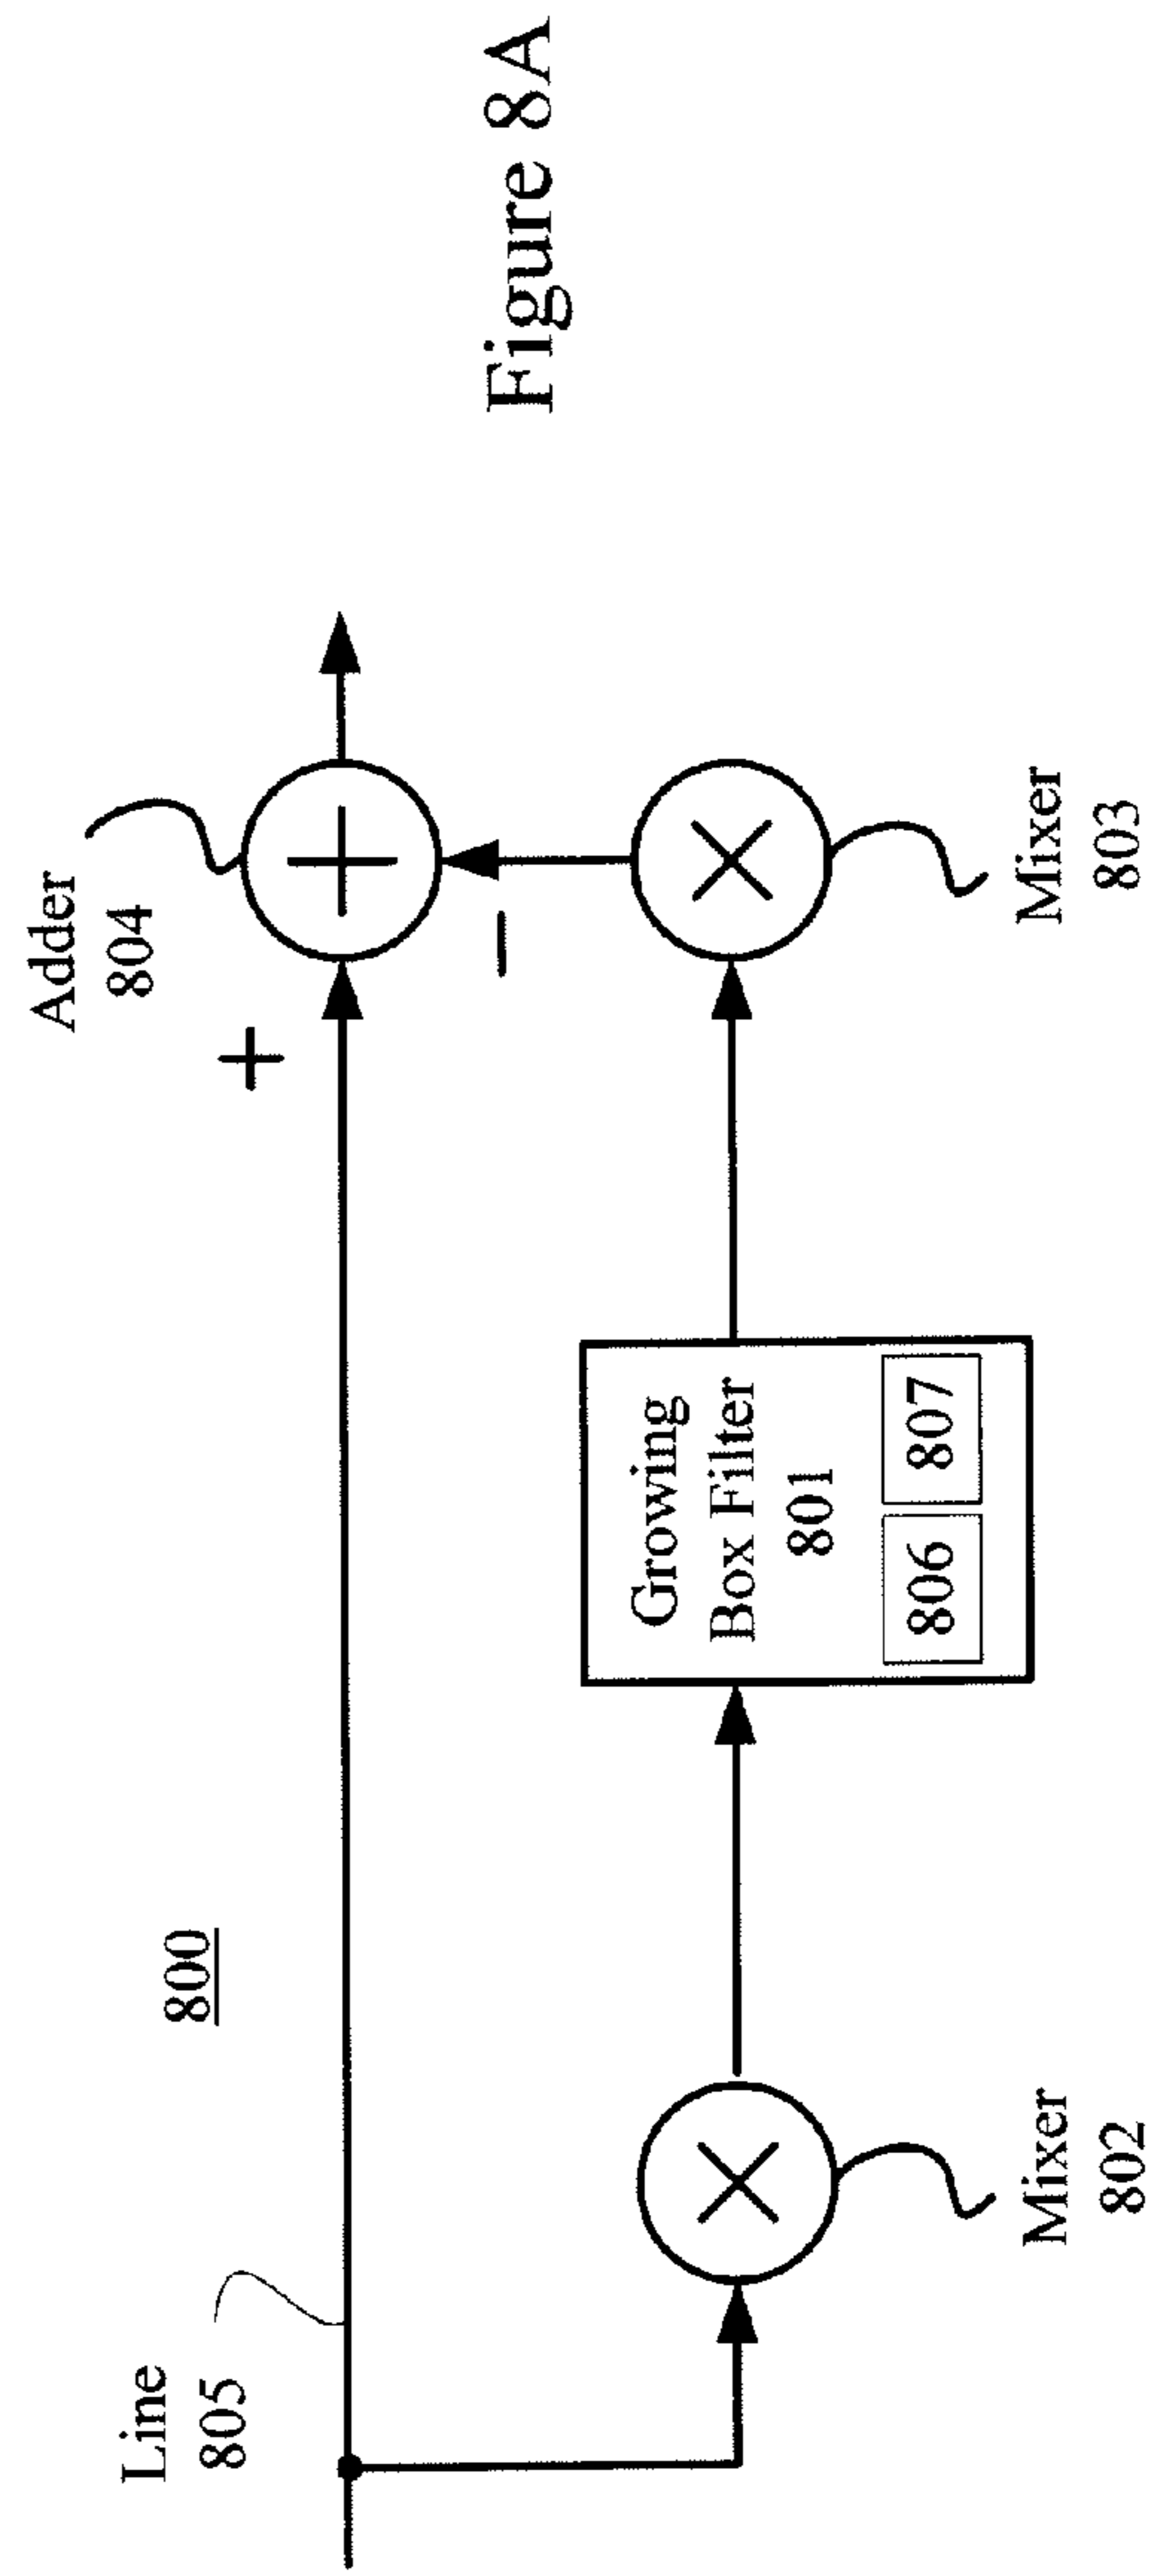 800
Line
805
Adder
804
+
−
Growing
Box Filter
801
806
807
Mixer
802
Mixer
803
Figure 8A